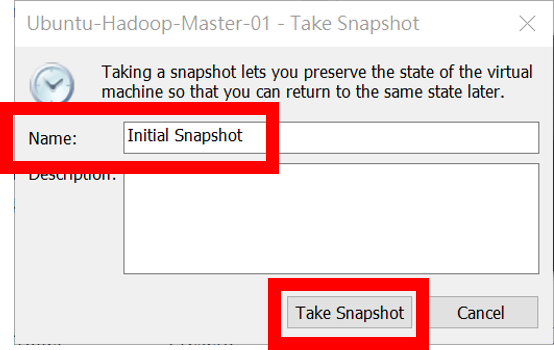 Ubuntu-Hadoop-Master-01 - Take Snapshot
Taking a snapshot lets you preserve the state of the virtual
machine so that you can return to the same state later.
Name: Initial Snapshot
Description:
Take Snapshot Cancel